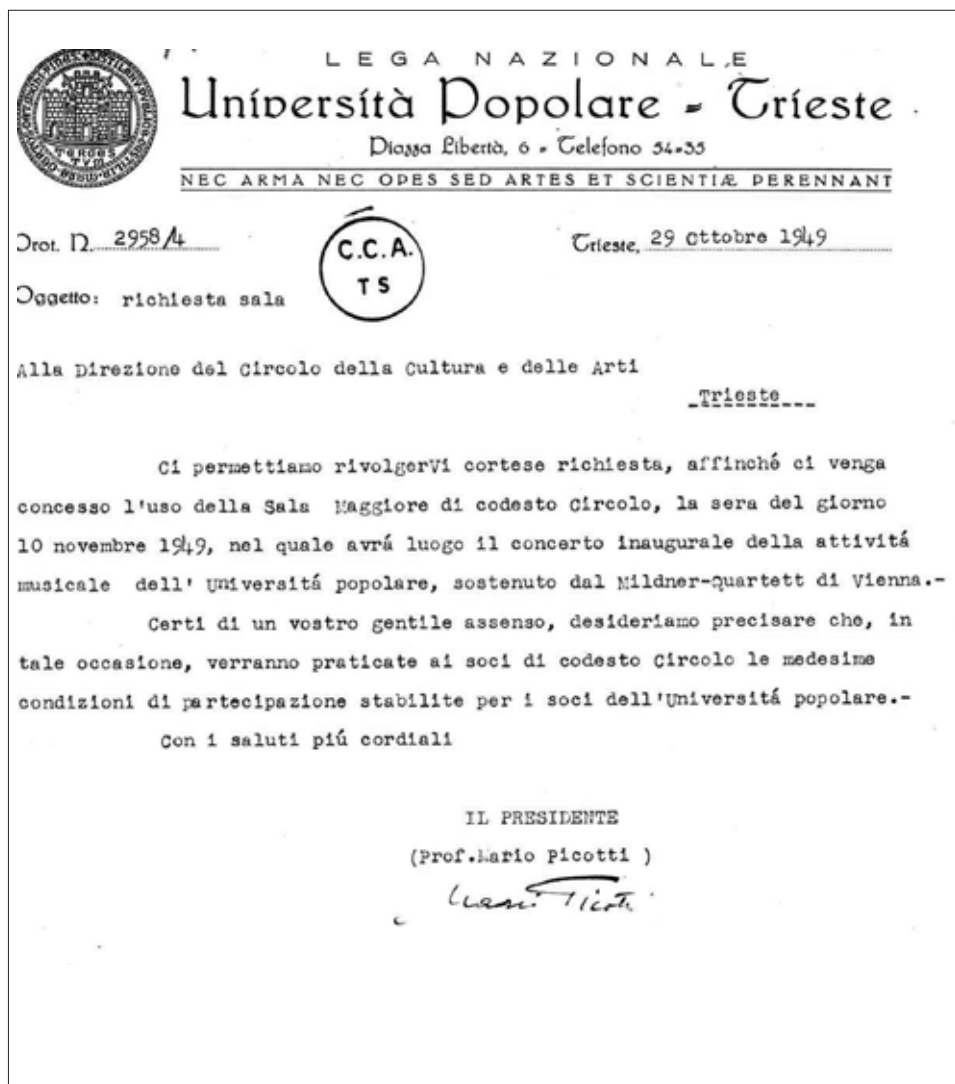 LEGA NAZIONALE
Università Popolare - Trieste
Piazza Libertà, 6 - Telefono 54-35
NEC ARMA NEC OPES SED ARTES ET SCIENTIÆ PERENNANT
TERGES
TVM
Prot. N. 2958/4
C.C.A.
TS
Trieste, 29 Ottobre 1949
Oggetto: richiesta sala
Alla Direzione del Circolo della Cultura e delle Arti
Trieste
Ci permettiamo rivolgerVi cortese richiesta, affinché ci venga
concesso l'uso della Sala Maggiore di codesto Circolo, la sera del giorno
10 novembre 1949, nel quale avrá luogo il concerto inaugurale della attivitá
musicale dell' Universitá popolare, sostenuto dal Mildner-Quartett di Vienna.-
Certi di un vostro gentile assenso, desideriamo precisare che, in
tale occasione, verranno praticate ai soci di codesto Circolo le medesime
condizioni di partecipazione stabilite per i soci dell'Universitá popolare.-
Con i saluti piú cordiali
IL PRESIDENTE
(Prof.Mario Picotti )
Mario Picotti